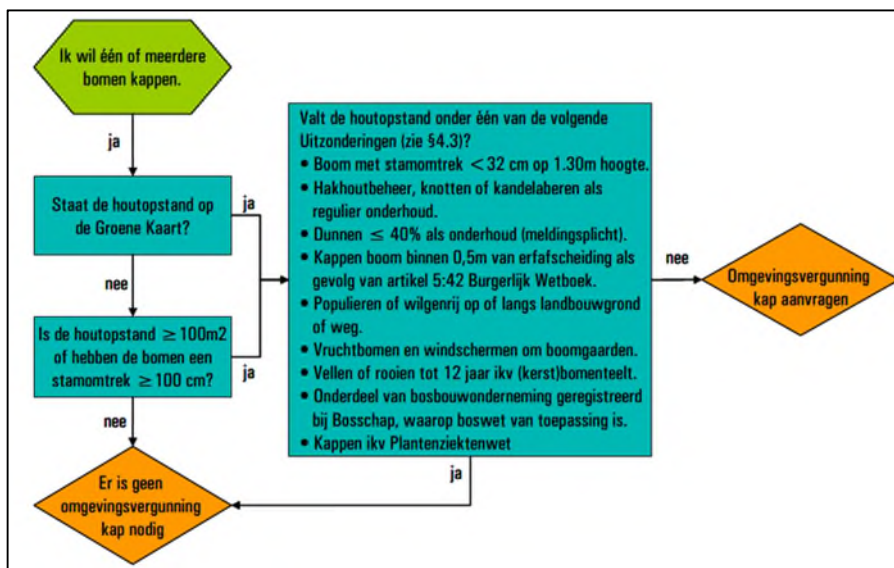 Ik wil één of meerdere
bomen kappen.
ja
Staat de houtopstand op
de Groene Kaart?
ja
nee
Is de houtopstand ≥100m2
of hebben de bomen een
stamomtrek ≥100 cm?
ja
nee
Er is geen
omgevingsvergunning
kap nodig
Valt de houtopstand onder één van de volgende
Uitzonderingen (zie §4.3)?
• Boom met stamomtrek <32 cm op 1.30m hoogte.
• Hakhoutbeheer, knotten of kandelaberen als
regulier onderhoud.
• Dunnen ≤ 40% als onderhoud (meldingsplicht).
• Kappen boom binnen 0,5m van erfafscheiding als
gevolg van artikel 5:42 Burgerlijk Wetboek.
• Populieren of wilgenrij op of langs landbouwgrond
of weg.
• Vruchtbomen en windschermen om boomgaarden.
• Vellen of rooien tot 12 jaar ikv (kerst)bomenteelt.
• Onderdeel van bosbouwonderneming geregistreerd
bij Bosschap, waarop boswet van toepassing is.
• Kappen ikv Plantenziektenwet
ja
nee
Omgevingsvergunning
kap aanvragen